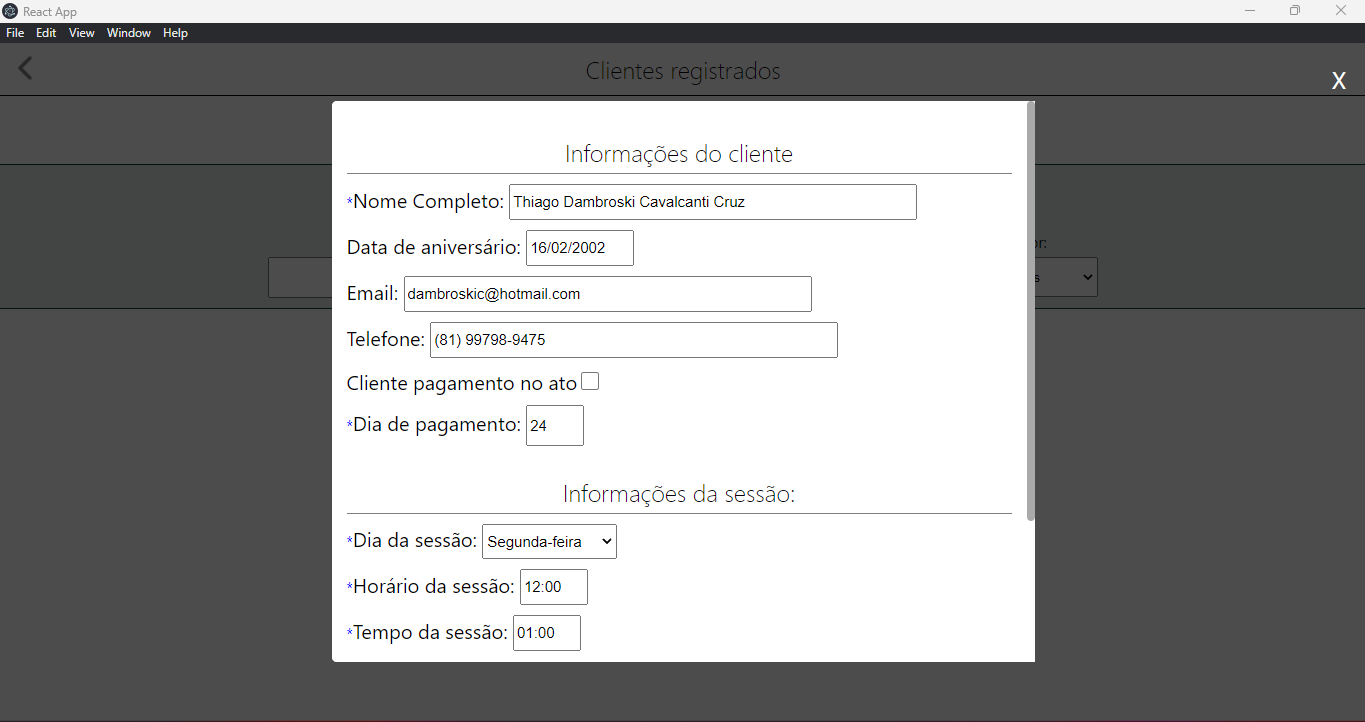 React App
File Edit View Window Help
Clientes registrados
X
Informações do cliente
*Nome Completo: Thiago Dambroski Cavalcanti Cruz
Data de aniversário: 16/02/2002
Email: dambroskic@hotmail.com
Telefone: (81) 99798-9475
Cliente pagamento no ato
*Dia de pagamento: 24
Informações da sessão:
*Dia da sessão: Segunda-feira
*Horário da sessão: 12:00
*Tempo da sessão: 01:00